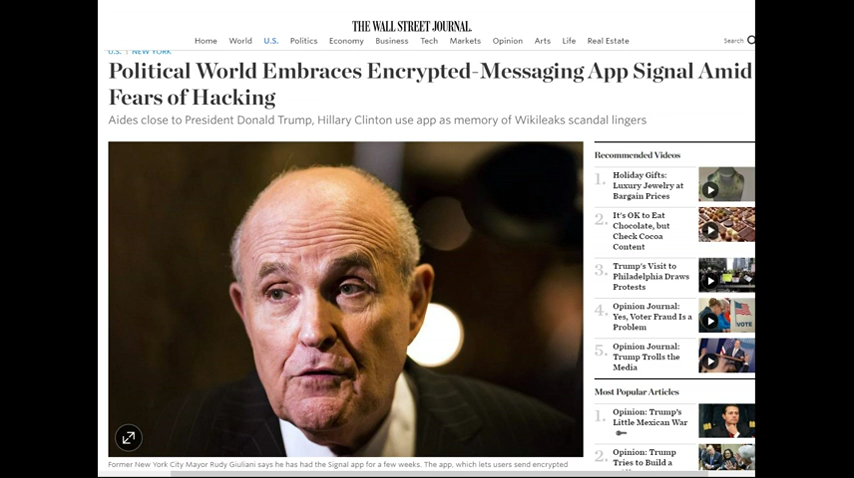 THE WALL STREET JOURNAL.
Home World U.S. Politics Economy Business Tech Markets Opinion Arts Life Real Estate
Search
U.S. | NEW YORK
Political World Embraces Encrypted-Messaging App Signal Amid
Fears of Hacking
Aides close to President Donald Trump, Hillary Clinton use app as memory of Wikileaks scandal lingers
Former New York City Mayor Rudy Giuliani says he has had the Signal app for a few weeks. The app, which lets users send encrypted
Recommended Videos
1. Holiday Gifts:
Luxury Jewelry at
Bargain Prices
2. It's OK to Eat
Chocolate, but
Check Cocoa
Content
3. Trump's Visit to
Philadelphia Draws
Protests
4. Opinion Journal:
Yes, Voter Fraud Is a
Problem
VOTE
5. Opinion Journal:
Trump Trolls the
Media
Most Popular Articles
1. Opinion: Trump's
Little Mexican War
2. Opinion: Trump
Tries to Build a